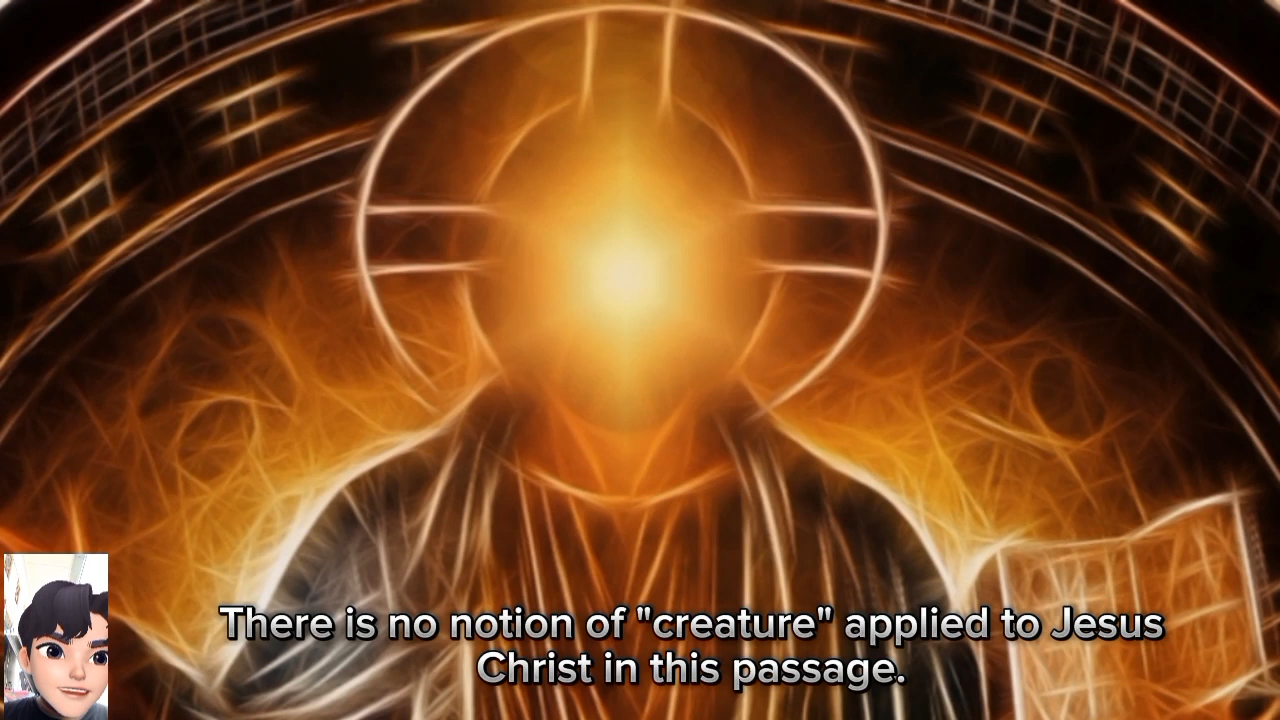 There is no notion of "creature" applied to Jesus
Christ in this passage.